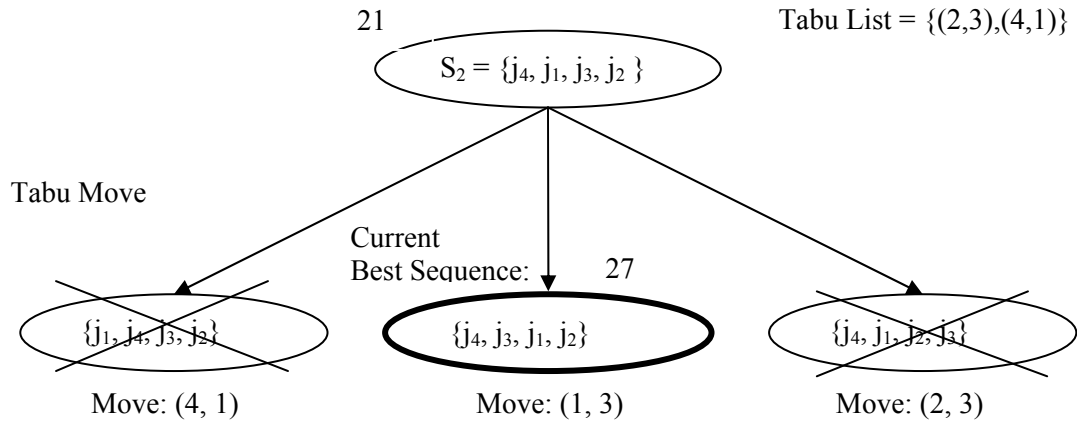 21
Tabu List = {(2,3),(4,1)}
S₂ = {j₄, j₁, j₃, j₂ }
Tabu Move
Current
Best Sequence: 27
{j₁, j₄, j₃, j₂}
{j₄, j₃, j₁, j₂}
{j₄, j₁, j₂, j₃}
Move: (4, 1)
Move: (1, 3)
Move: (2, 3)